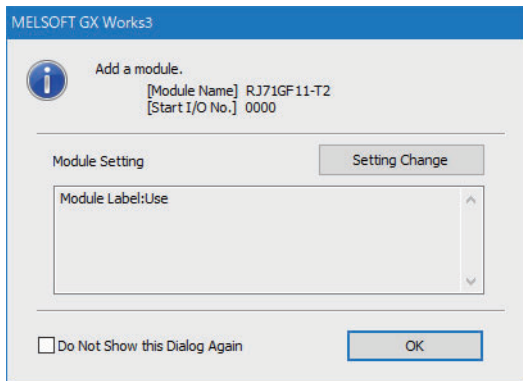 MELSOFT GX Works3
Add a module.
[Module Name] RJ71GF11-T2
[Start I/O No.] 0000
Module Setting
Setting Change
Module Label:Use
Do Not Show this Dialog Again
OK